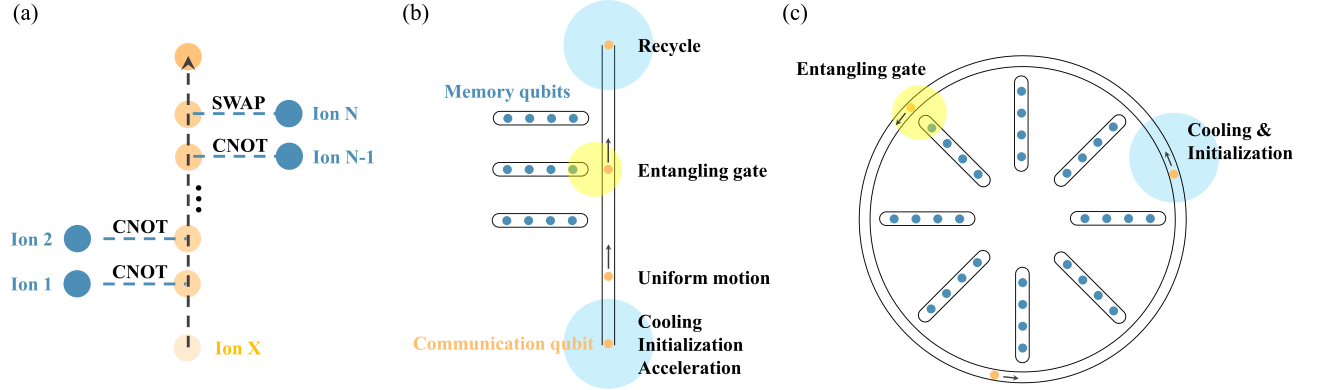 (a)
SWAP
Ion N
CNOT
Ion N-1
CNOT
Ion 2
CNOT
Ion 1
Ion X
(b)
Recycle
Memory qubits
Entangling gate
Uniform motion
Communication qubit
Cooling
Initialization
Acceleration
(c)
Entangling gate
Cooling &
Initialization